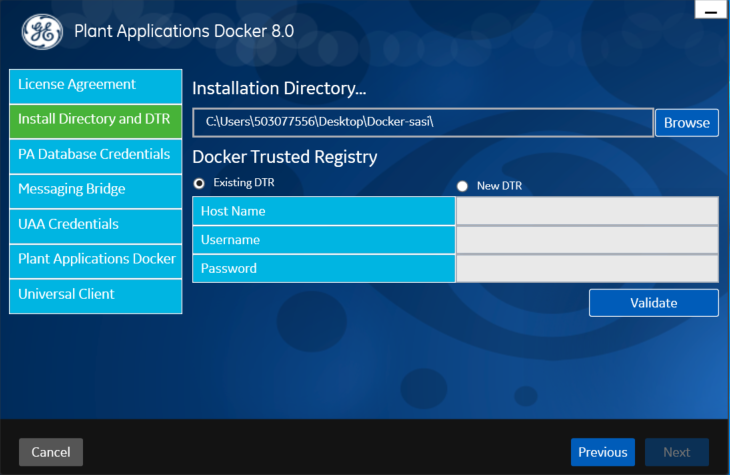 Plant Applications Docker 8.0
License Agreement
Install Directory and DTR
PA Database Credentials
Messaging Bridge
UAA Credentials
Plant Applications Docker
Universal Client
Installation Directory...
C:\Users\503077556\Desktop\Docker-sasi\
Browse
Docker Trusted Registry
Existing DTR
New DTR
Host Name
Username
Password
Validate
Cancel
Previous
Next